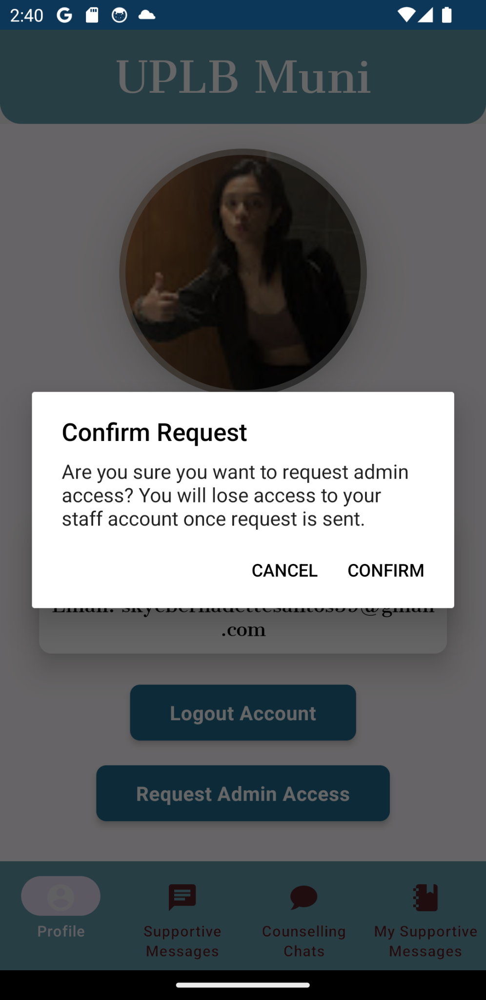 2:40
UPLB Muni
Confirm Request
Are you sure you want to request admin
access? You will lose access to your
staff account once request is sent.
CANCEL CONFIRM
Email: skyebernadettesantos39@gmail
.com
Logout Account
Request Admin Access
Profile
Supportive
Messages
Counselling
Chats
My Supportive
Messages